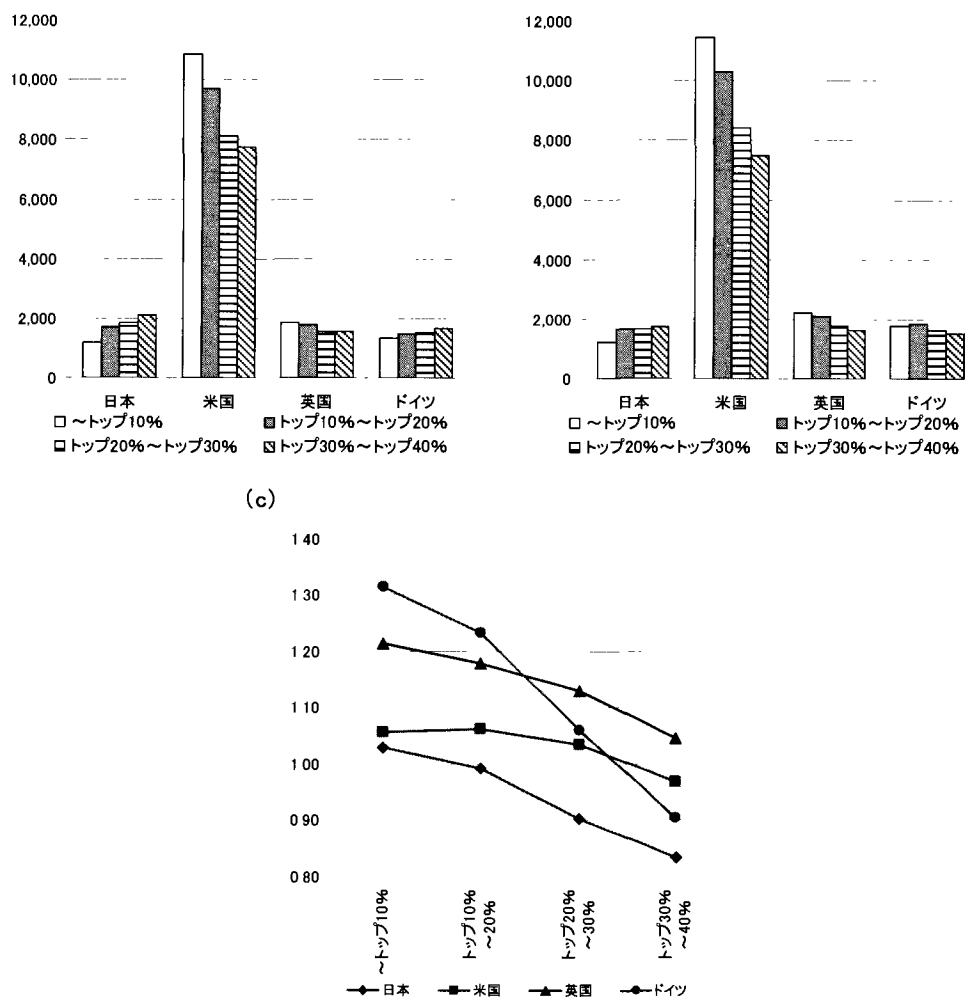 12,000
10,000
8,000
6,000
4,000
2,000
0
日本 米国 英国 ドイツ
～トップ10% トップ10%～トップ20%
トップ20%～トップ30% トップ30%～トップ40%
12,000
10,000
8,000
6,000
4,000
2,000
0
日本 米国 英国 ドイツ
～トップ10% トップ10%～トップ20%
トップ20%～トップ30% トップ30%～トップ40%
(c)
1 40
1 30
1 20
1 10
1 00
0 90
0 80
～トップ10%
トップ10%
～20%
トップ20%
～30%
トップ30%
～40%
日本 米国 英国 ドイツ